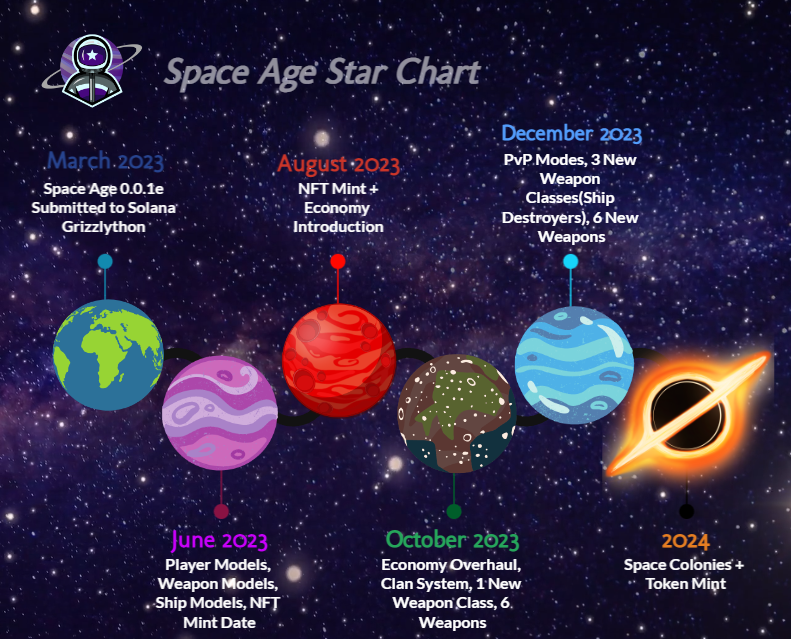 Space Age Star Chart
March 2023
Space Age 0.0.1e
Submitted to Solana
Grizzlython
August 2023
NFT Mint +
Economy
Introduction
December 2023
PvP Modes, 3 New
Weapon
Classes(Ship
Destroyers), 6 New
Weapons
June 2023
Player Models,
Weapon Models,
Ship Models, NFT
Mint Date
October 2023
Economy Overhaul,
Clan System, 1 New
Weapon Class, 6
Weapons
2024
Space Colonies +
Token Mint